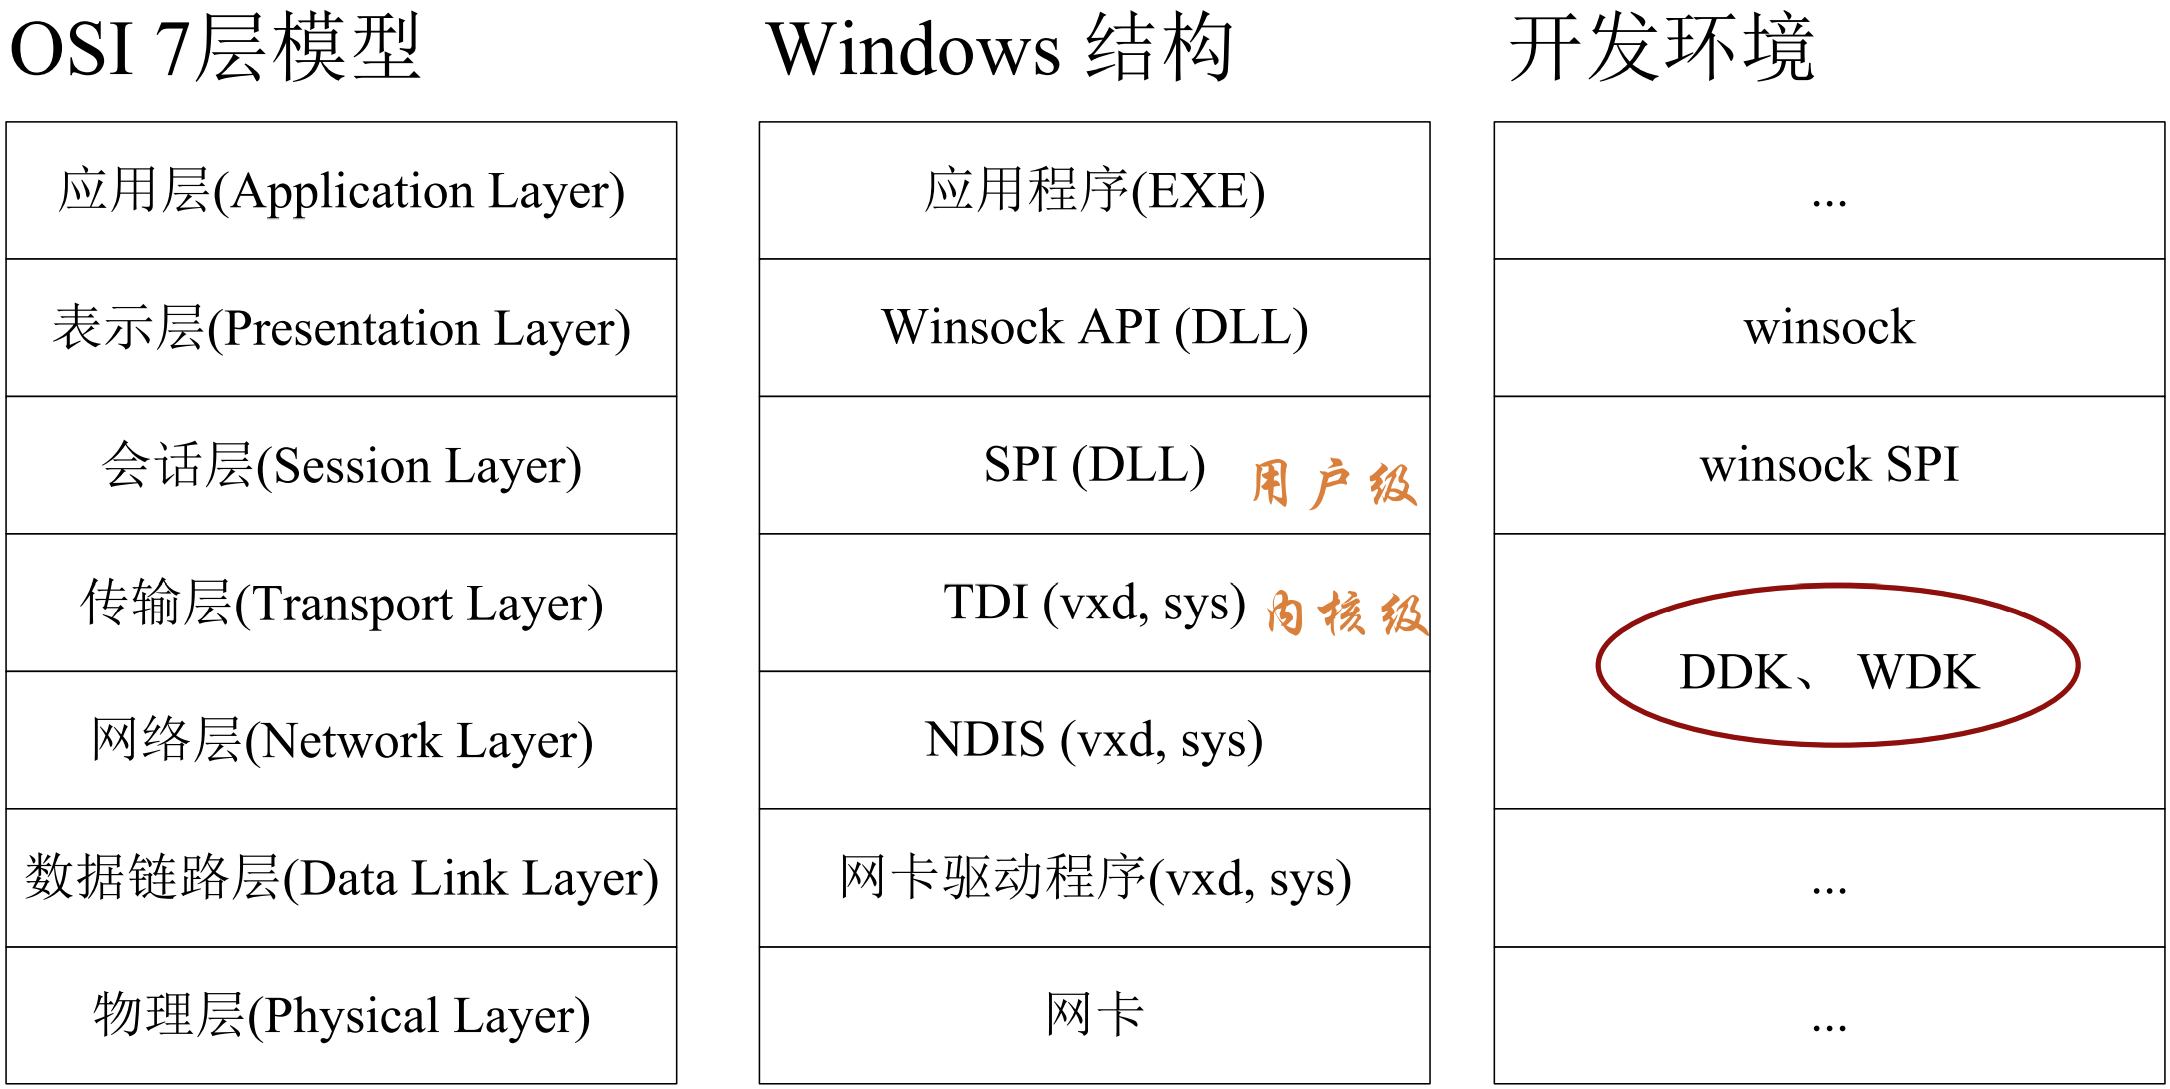 OSI 7层模型
Windows 结构
开发环境
应用层(Application Layer)
应用程序(EXE)
...
表示层(Presentation Layer)
Winsock API (DLL)
winsock
会话层(Session Layer)
SPI (DLL)
用户级
winsock SPI
传输层(Transport Layer)
TDI (vxd, sys)
内核级
DDK、 WDK
网络层(Network Layer)
NDIS (vxd, sys)
数据链路层(Data Link Layer)
网卡驱动程序(vxd, sys)
...
物理层(Physical Layer)
网卡
...